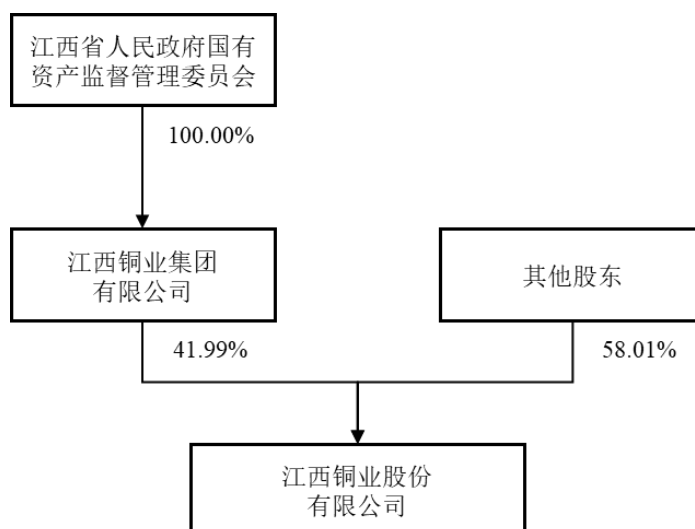 江西省人民政府国有
资产监督管理委员会
100.00%
江西铜业集团
有限公司
其他股东
41.99%
58.01%
江西铜业股份
有限公司